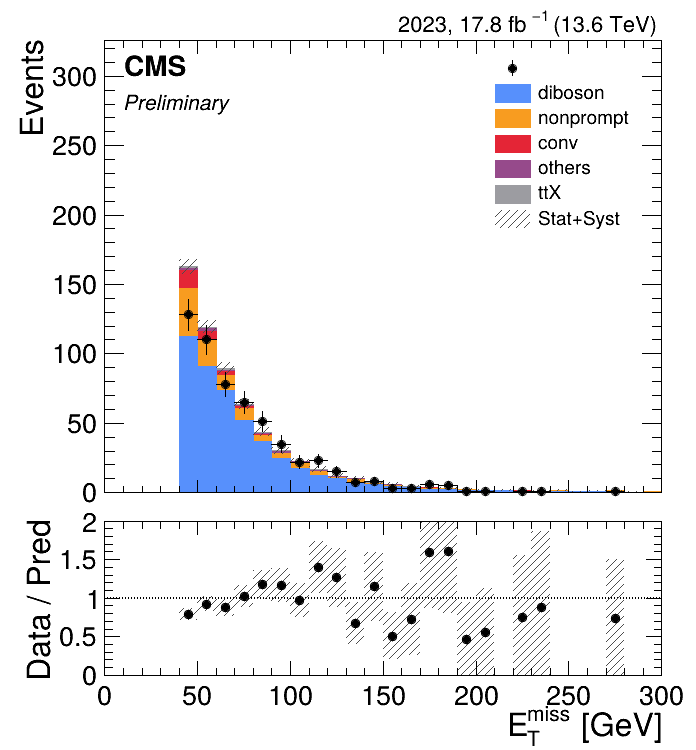 2023, 17.8 fb⁻¹ (13.6 TeV)
CMS
Preliminary
Events
300
250
200
150
100
50
0
diboson
nonprompt
conv
others
ttX
Stat+Syst
Data / Pred
2
1.5
1
0.5
0
0 50 100 150 200 250 300
E_T^miss [GeV]